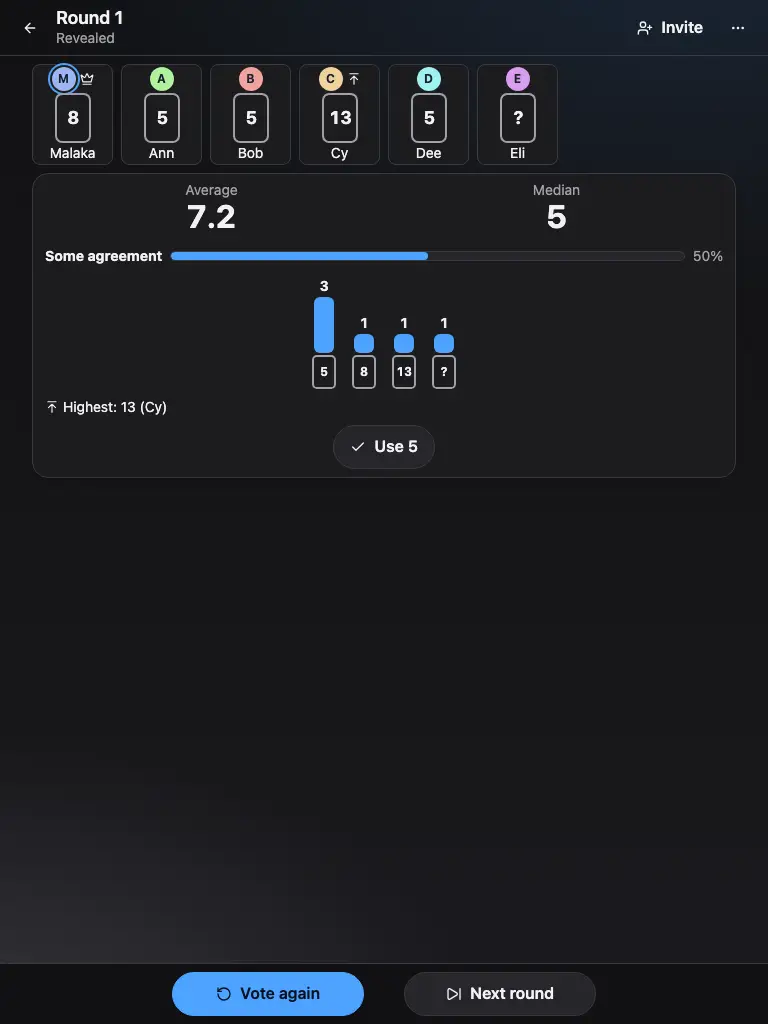 Round 1
Revealed
Invite
M
A
B
C
D
E
8
5
5
13
5
?
Malaka
Ann
Bob
Cy
Dee
Eli
Average
Median
7.2
5
Some agreement
50%
3
1
1
1
5
8
13
?
Highest: 13 (Cy)
Use 5
Vote again
Next round